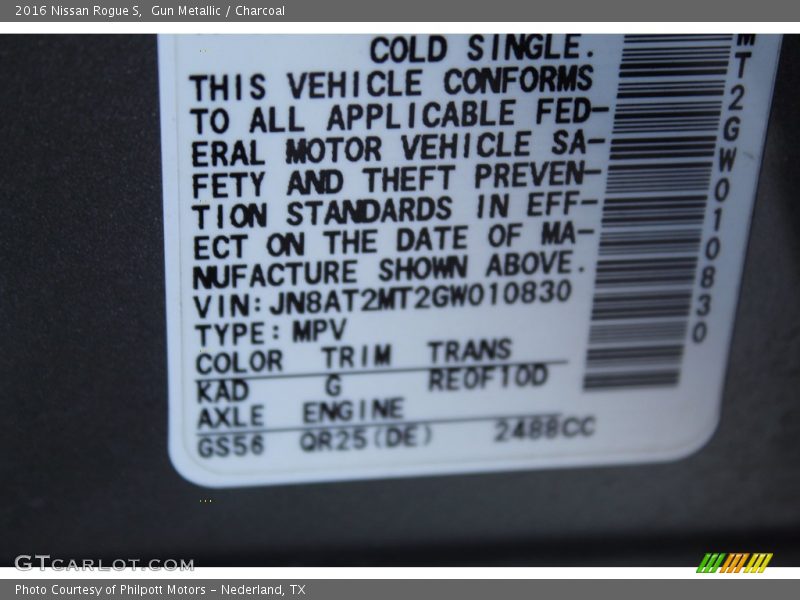 2016 Nissan Rogue S,  Gun Metallic / Charcoal
COLD SINGLE.
THIS VEHICLE CONFORMS
TO ALL APPLICABLE FED-
ERAL MOTOR VEHICLE SA-
FETY AND THEFT PREVEN-
TION STANDARDS IN EFF-
ECT ON THE DATE OF MA-
NUFACTURE SHOWN ABOVE.
VIN:JN8AT2MT2GW010830
TYPE:MPV
COLOR TRIM TRANS
KAD G RE0F10D
AXLE ENGINE
GS56 QR25(DE) 2488CC
MT2GW010830
GTCARLOT.COM
Photo Courtesy of Philpott Motors - Nederland, TX